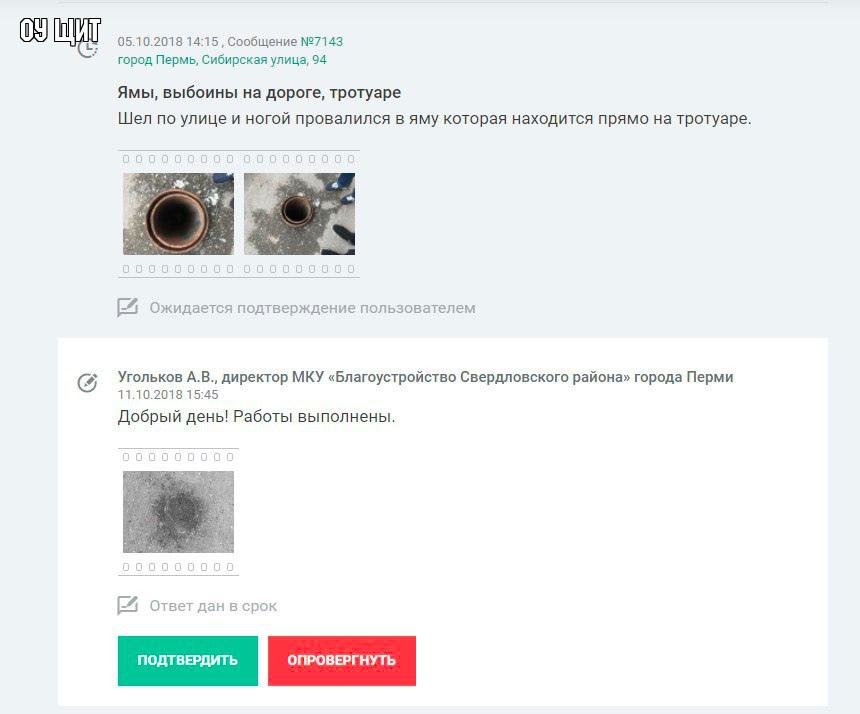 ОУ ЩИТ
05.10.2018 14:15 , Сообщение №7143
город Пермь, Сибирская улица, 94
Ямы, выбоины на дороге, тротуаре
Шел по улице и ногой провалился в яму которая находится прямо на тротуаре.
Ожидается подтверждение пользователем
Угольков А.В., директор МКУ «Благоустройство Свердловского района» города Перми
11.10.2018 15:45
Добрый день! Работы выполнены.
Ответ дан в срок
ПОДТВЕРДИТЬ ОПРОВЕРГНУТЬ